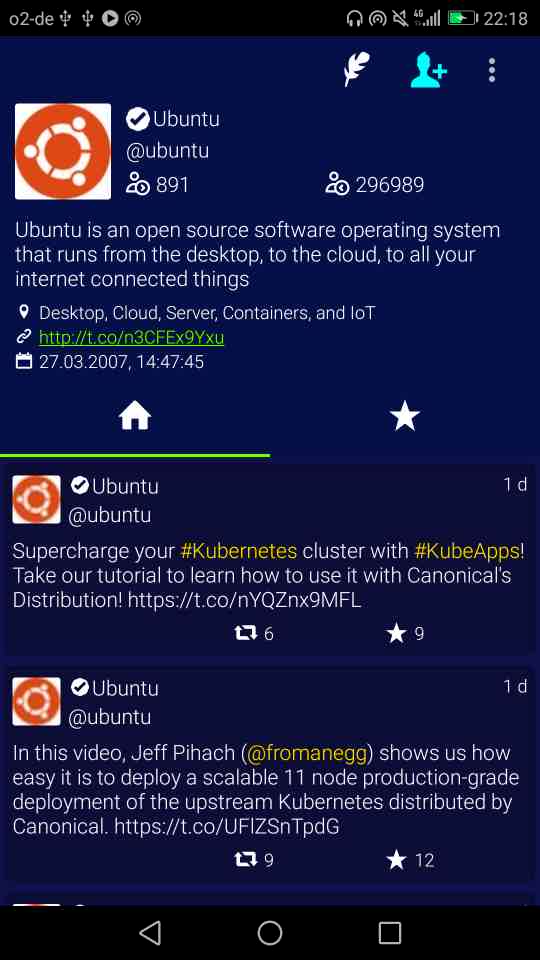 o2-de 4G 22:18
Ubuntu
@ubuntu
891 296989
Ubuntu is an open source software operating system
that runs from the desktop, to the cloud, to all your
internet connected things
Desktop, Cloud, Server, Containers, and IoT
http://t.co/n3CFEx9Yxu
27.03.2007, 14:47:45
Ubuntu 1 d
@ubuntu
Supercharge your #Kubernetes cluster with #KubeApps!
Take our tutorial to learn how to use it with Canonical's
Distribution! https://t.co/nYQZnx9MFL
6 9
Ubuntu 1 d
@ubuntu
In this video, Jeff Pihach (@fromanegg) shows us how
easy it is to deploy a scalable 11 node production-grade
deployment of the upstream Kubernetes distributed by
Canonical. https://t.co/UFlZSnTpdG
9 12